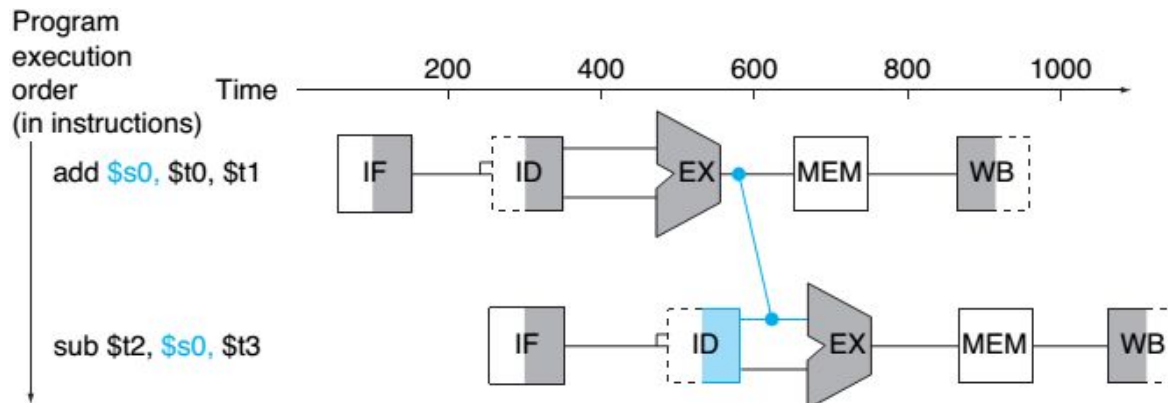 Program
execution
order
(in instructions)
Time
200 400 600 800 1000
add $s0, $t0, $t1
IF ID EX MEM WB
sub $t2, $s0, $t3
IF ID EX MEM WB